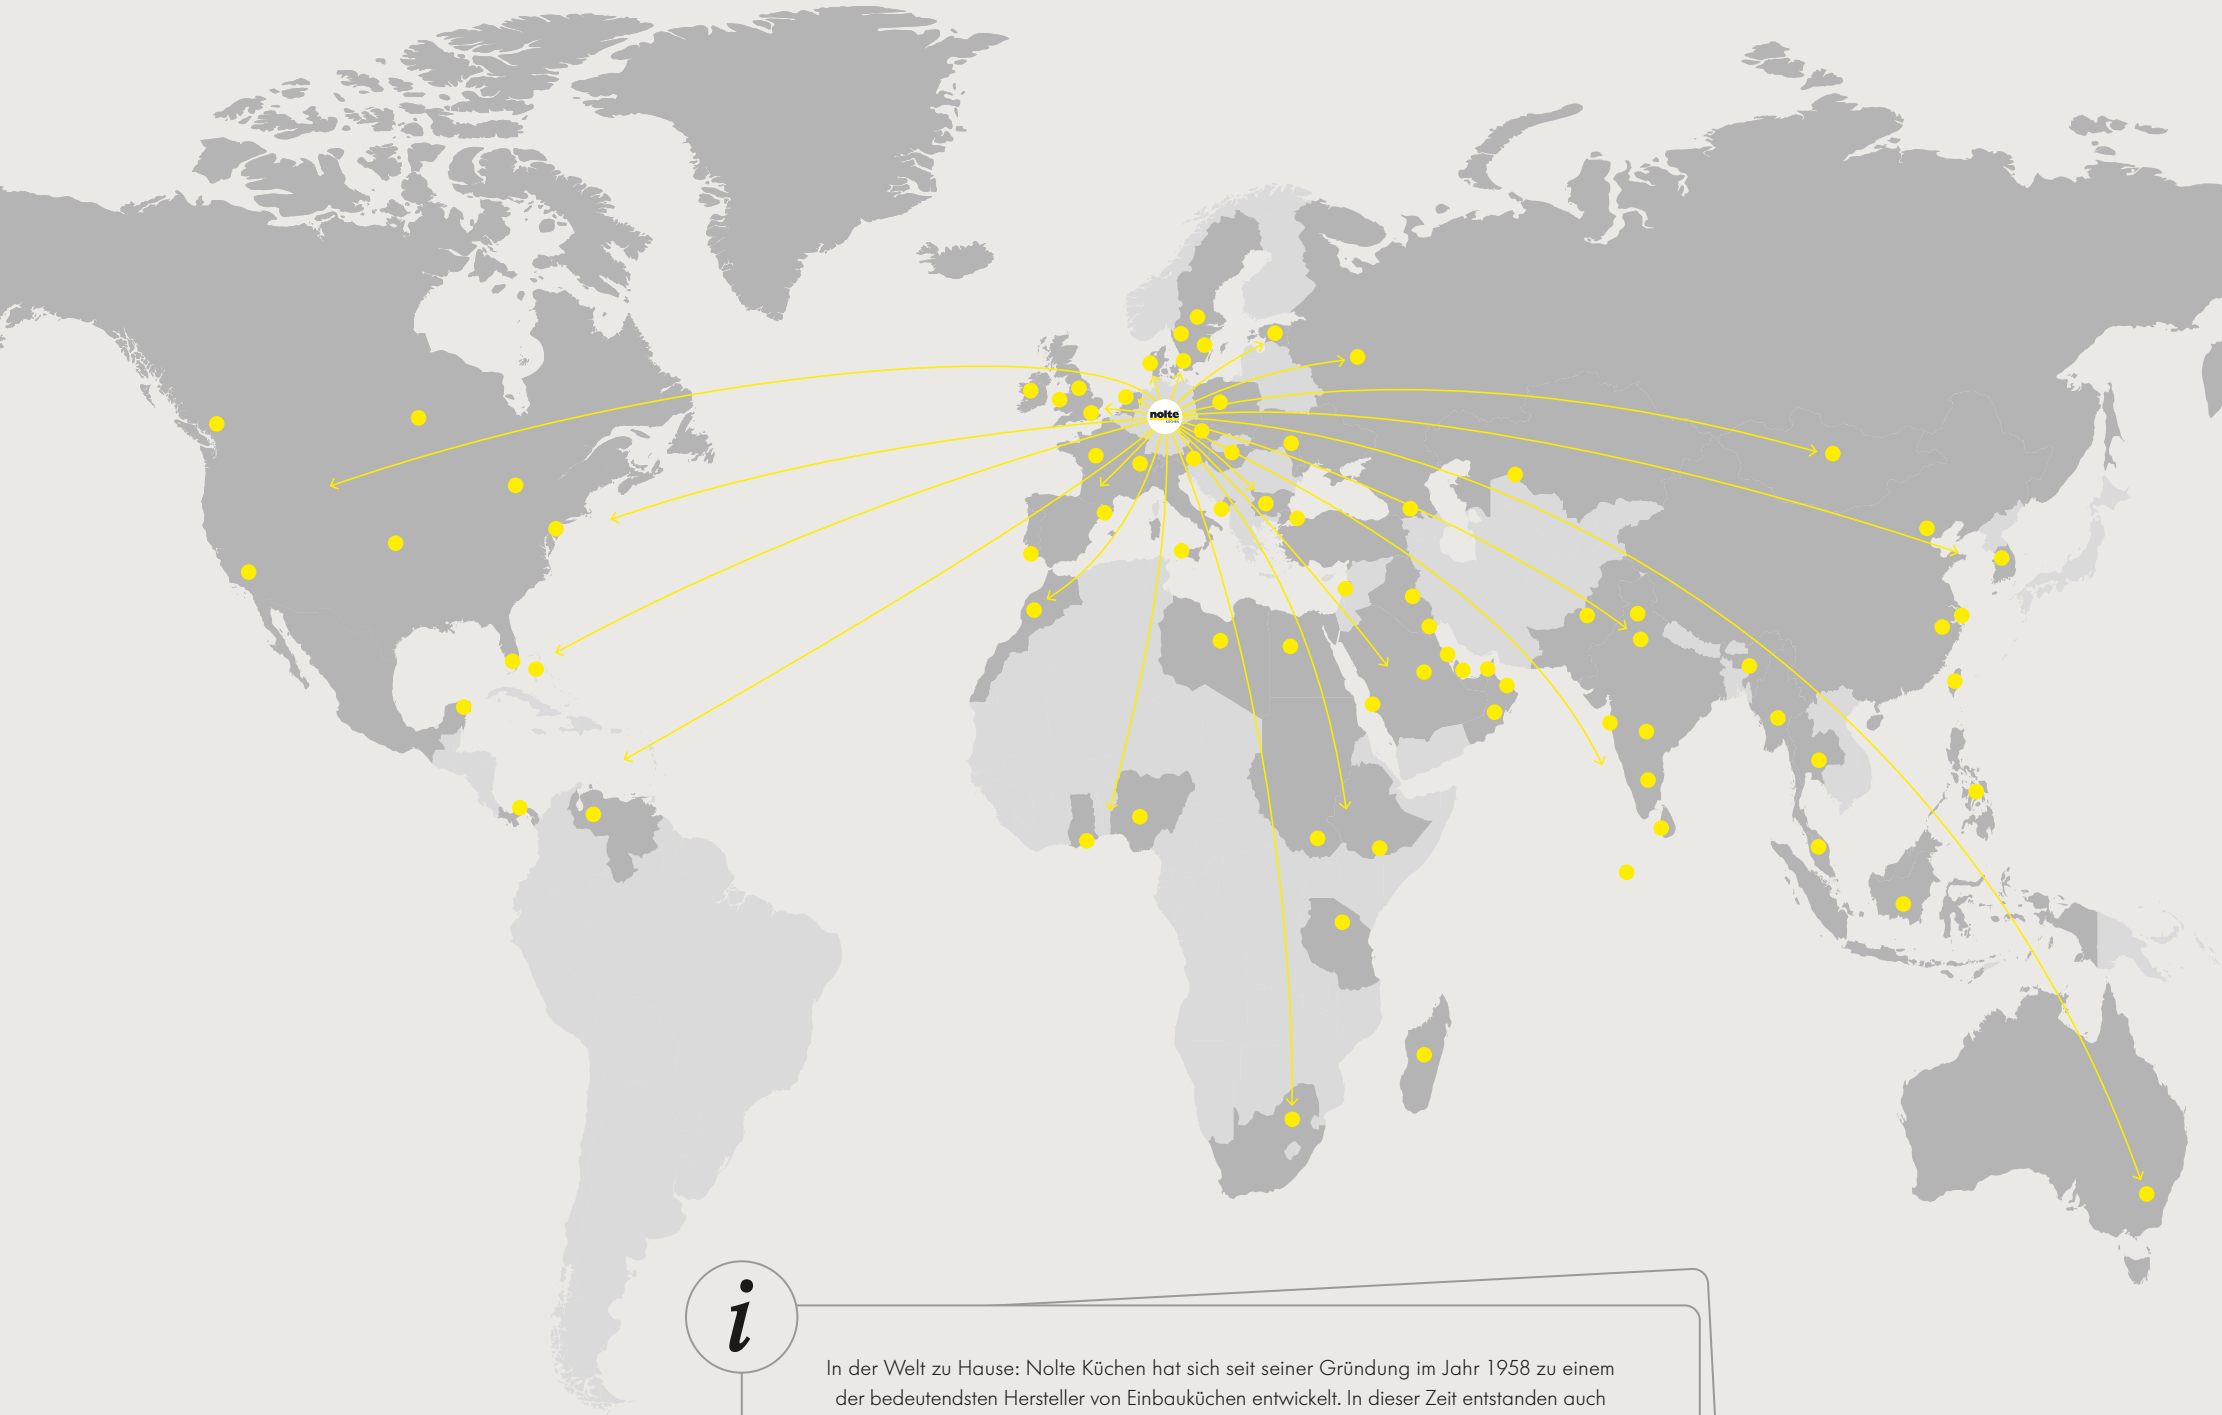 nolte
KÜCHEN
i
In der Welt zu Hause: Nolte Küchen hat sich seit seiner Gründung im Jahr 1958 zu einem
der bedeutendsten Hersteller von Einbauküchen entwickelt. In dieser Zeit entstanden auch